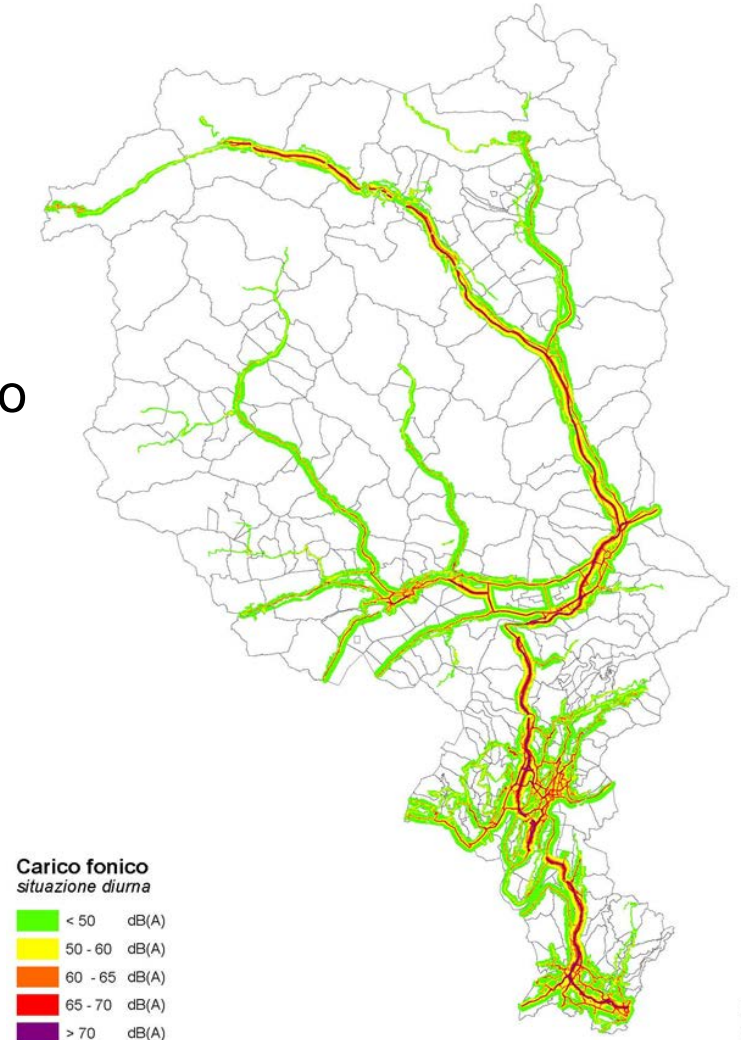 o
Carico fonico
situazione diurna
< 50 dB(A)
50 - 60 dB(A)
60 - 65 dB(A)
65 - 70 dB(A)
> 70 dB(A)